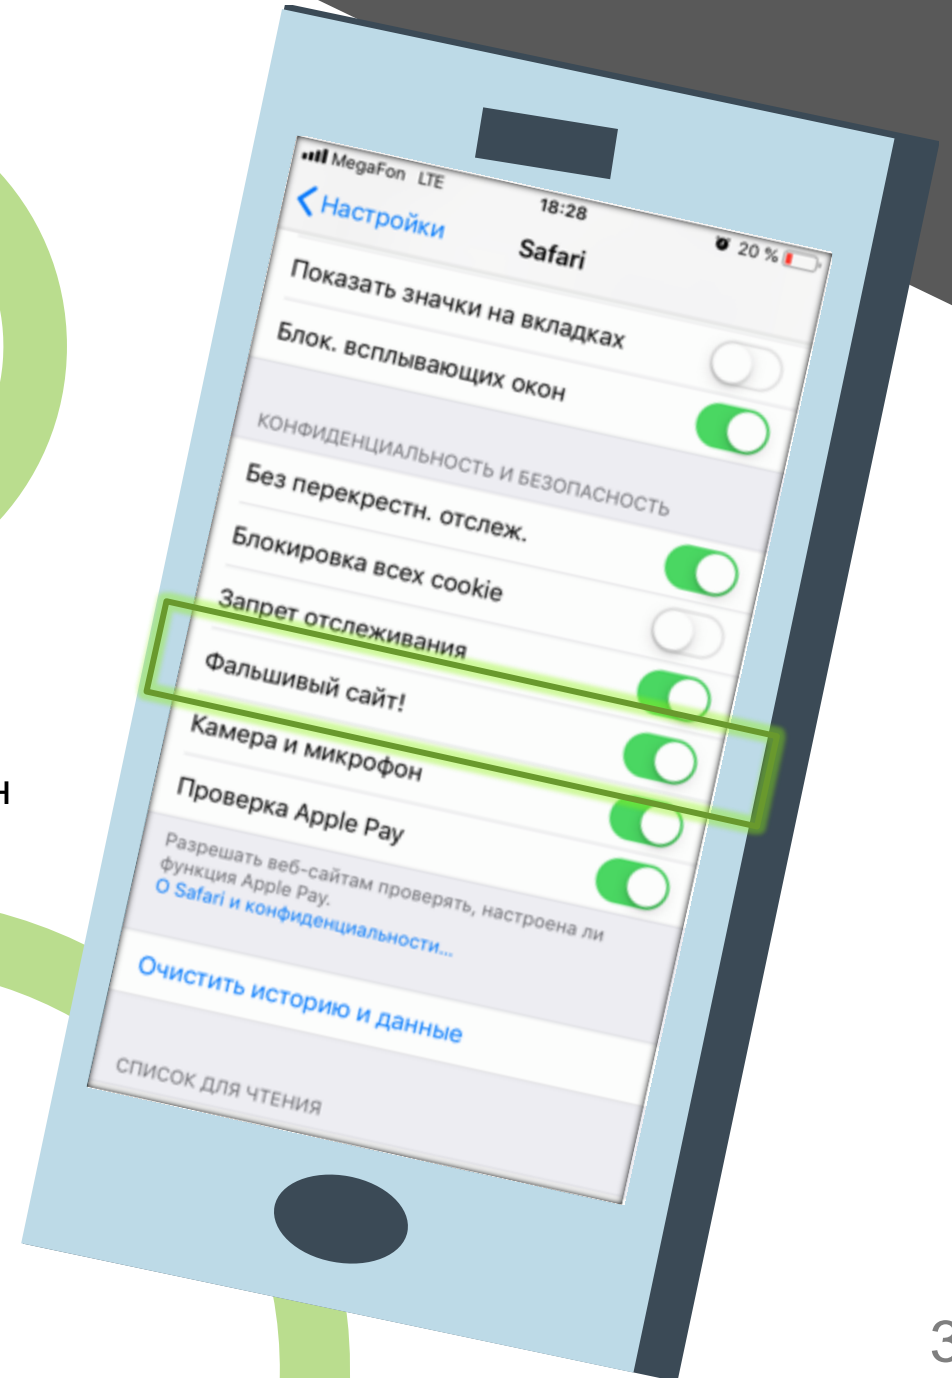 MegaFon LTE
18:28
20 %
Настройки
Safari
Показать значки на вкладках
Блок. всплывающих окон
КОНФИДЕНЦИАЛЬНОСТЬ И БЕЗОПАСНОСТЬ
Без перекрестн. отслеж.
Блокировка всех cookie
Запрет отслеживания
Фальшивый сайт!
Камера и микрофон
Проверка Apple Pay
Разрешать веб-сайтам проверять, настроена ли
функция Apple Pay.
О Safari и конфиденциальности...
Очистить историю и данные
СПИСОК ДЛЯ ЧТЕНИЯ